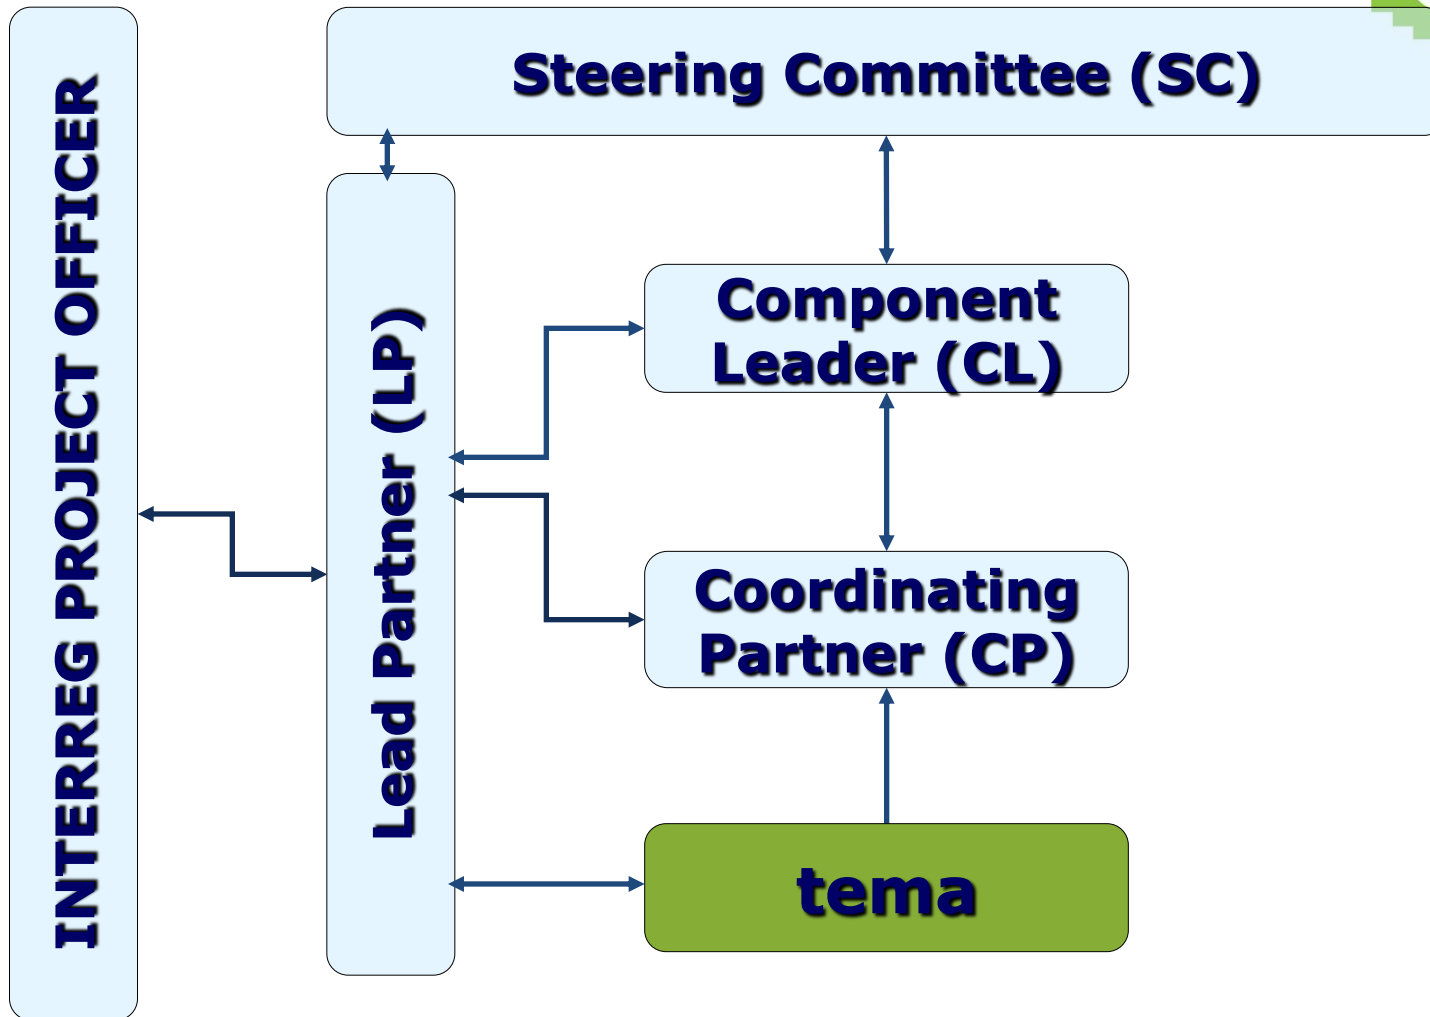 INTERREG PROJECT OFFICER
Steering Committee (SC)
Lead Partner (LP)
Component
Leader (CL)
Coordinating
Partner (CP)
tema